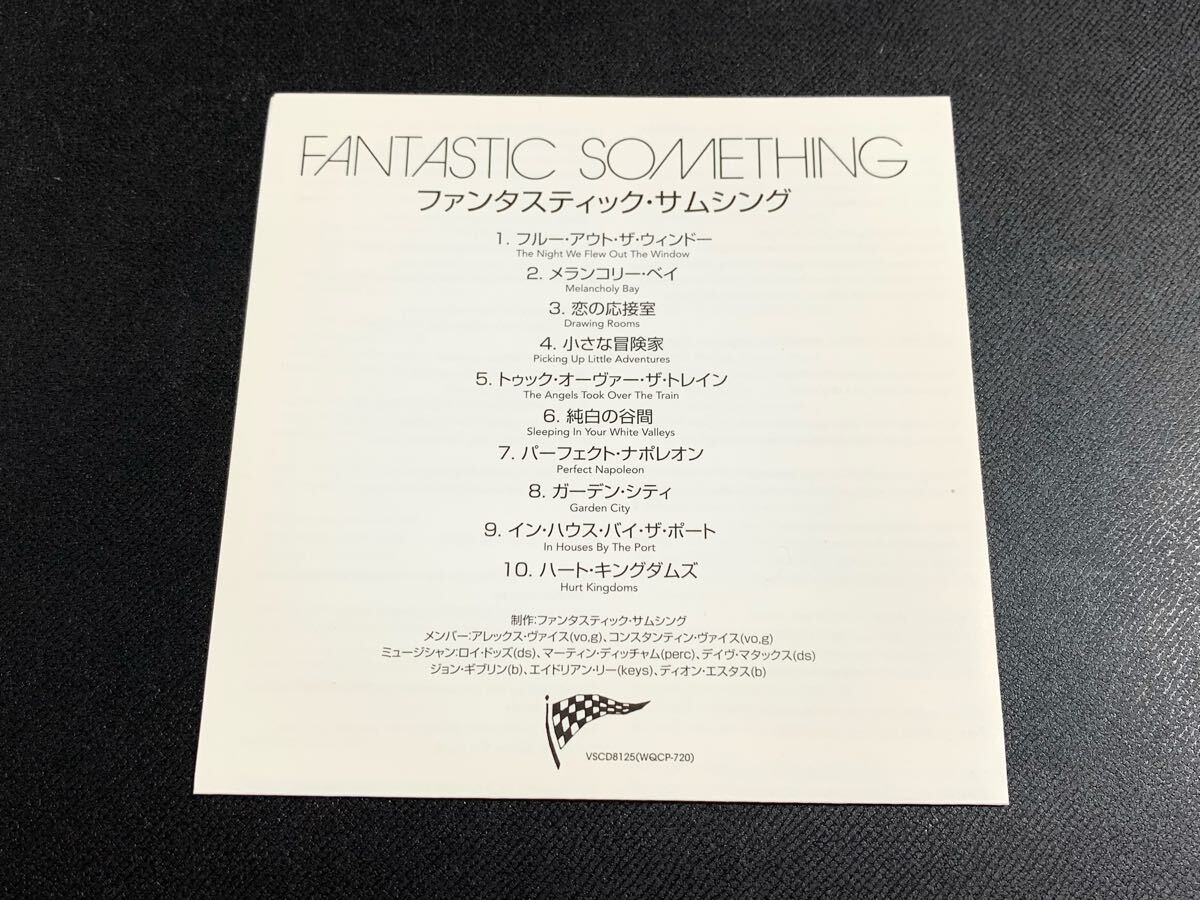 FANTASTIC SOMETHING
ファンタスティック・サムシング
1. フルー・アウト・ザ・ウィンドー
The Night We Flew Out The Window
2. メランコリー・ベイ
Melancholy Bay
3. 恋の応接室
Drawing Rooms
4. 小さな冒険家
Picking Up Little Adventures
5. トゥック・オーヴァー・ザ・トレイン
The Angels Took Over The Train
6. 純白の谷間
Sleeping In Your White Valleys
7. パーフェクト・ナポレオン
Perfect Napoleon
8. ガーデン・シティ
Garden City
9. イン・ハウス・バイ・ザ・ポート
In Houses By The Port
10. ハート・キングダムズ
Hurt Kingdoms
制作:ファンタスティック・サムシング
メンバー:アレックス・ヴァイス(vo,g)、コンスタンティン・ヴァイス(vo,g)
ミュージシャン:ロイ・ドッズ(ds)、マーティン・ディッチャム(perc)、デイヴ・マタックス(ds)
ジョン・ギブリン(b)、エイドリアン・リー(keys)、ディオン・エスタス(b)
VSCD8125(WQCP-720)